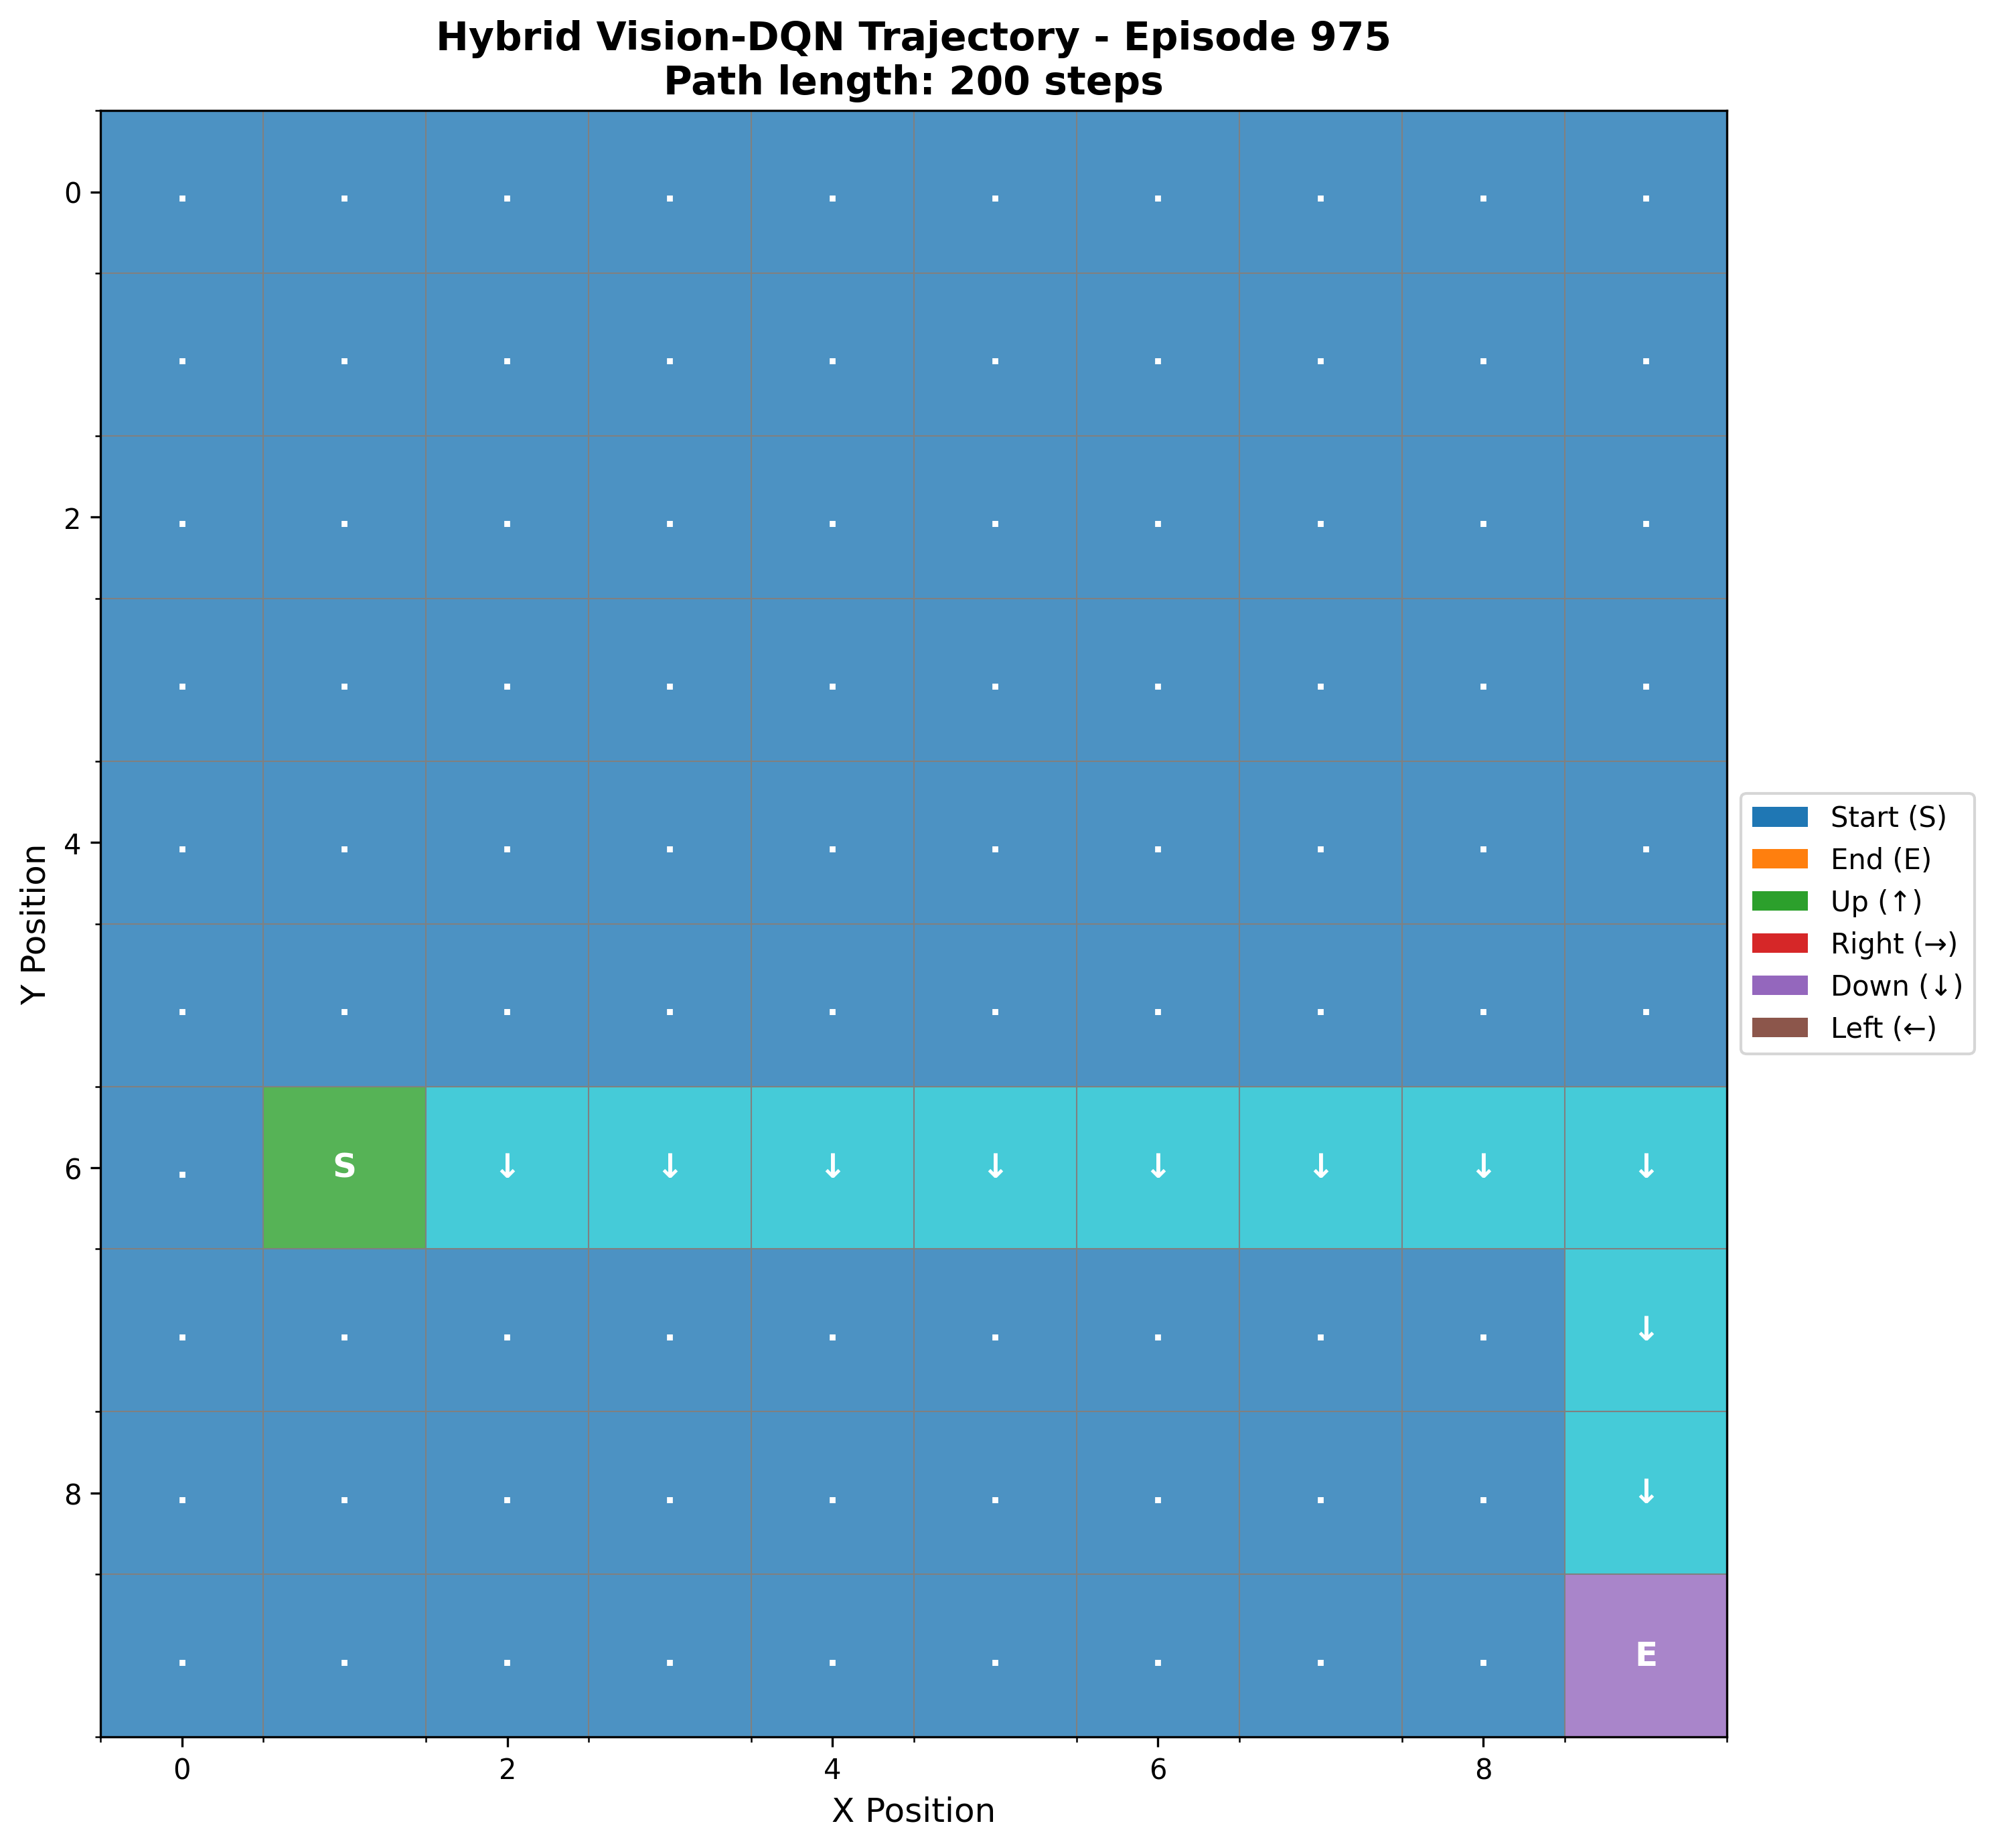 Hybrid Vision-DQN Trajectory - Episode 975
Path length: 200 steps
0
2
4
6
8
Y Position
. . . . . . . . . .
. . . . . . . . . .
. . . . . . . . . .
. . . . . . . . . .
. . . . . . . . . .
. . . . . . . . . .
. S ↓ ↓ ↓ ↓ ↓ ↓ ↓ ↓
. . . . . . . . . ↓
. . . . . . . . . ↓
. . . . . . . . . E
0 2 4 6 8
X Position
Start (S)
End (E)
Up (↑)
Right (→)
Down (↓)
Left (←)